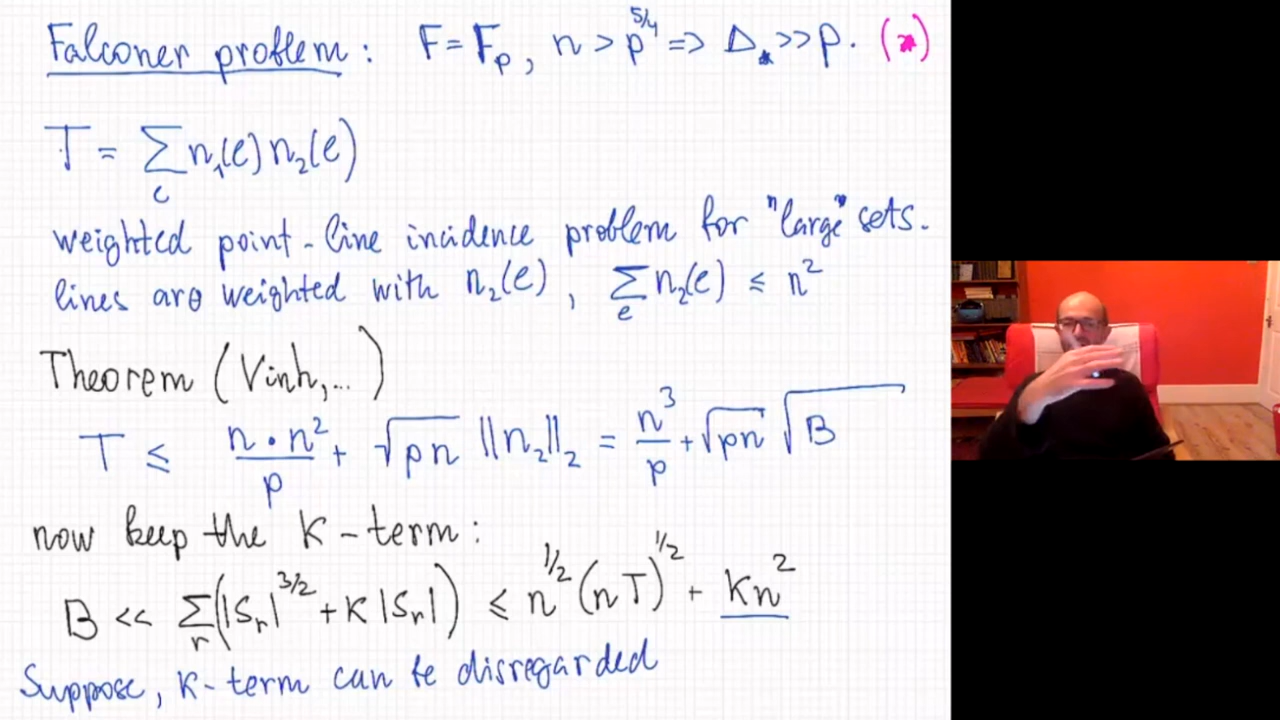 Falconer problem : F = F_p , n > p^{5/4} => Δ_* >> p. (*)
T = Σ_e n_1(e) n_2(e)
weighted point-line incidence problem for "large" sets.
lines are weighted with n_2(e) , Σ_e n_2(e) ≤ n^2
Theorem (Vinh,...)
T ≤ n·n^2/p + √pn ||n_2||_2 = n^3/p + √pn √B
now keep the K-term :
B << Σ_r (|S_r|^{3/2} + K |S_r|) ≤ n^{1/2} (nT)^{1/2} + Kn^2
Suppose, K-term can be disregarded